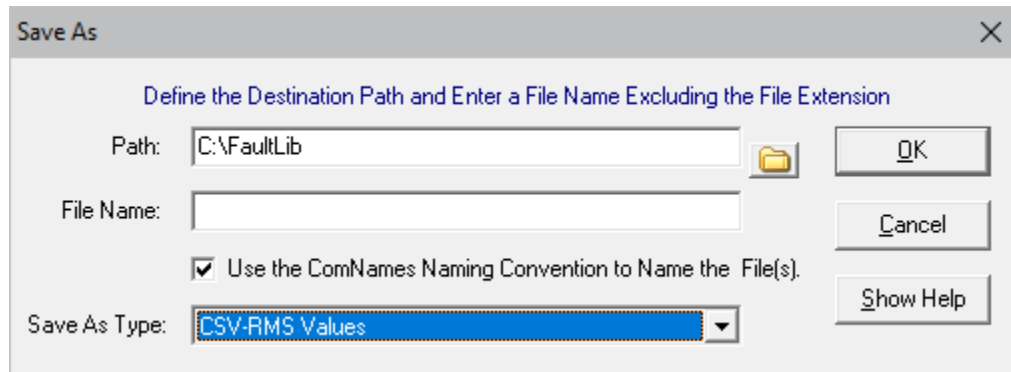 Save As
Define the Destination Path and Enter a File Name Excluding the File Extension
Path: C:\FaultLib
OK
File Name:
Cancel
Use the ComNames Naming Convention to Name the File(s).
Show Help
Save As Type: CSV-RMS Values